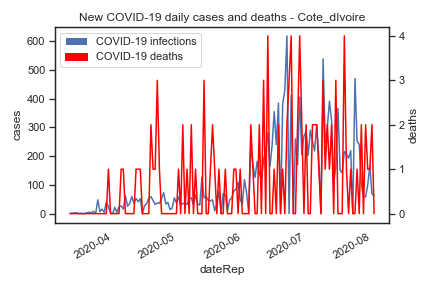 New COVID-19 daily cases and deaths - Cote_dIvoire
COVID-19 infections
COVID-19 deaths
600
500
400
300
200
100
0
cases
4
3
2
1
0
deaths
2020-04
2020-05
2020-06
2020-07
2020-08
dateRep